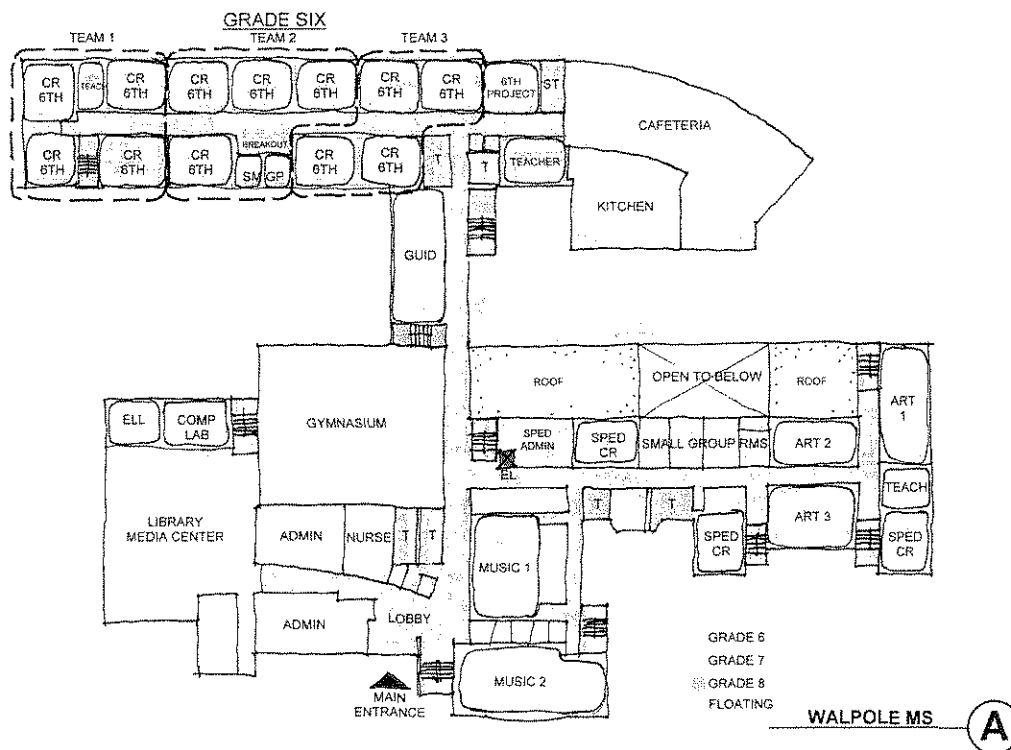 GRADE SIX
TEAM 1
TEAM 2
TEAM 3
CR
6TH
TEACH
CR
6TH
CR
6TH
CR
6TH
CR
6TH
CR
6TH
CR
6TH
6TH
PROJECT
ST
CAFETERIA
CR
6TH
CR
6TH
CR
6TH
BREAKOUT
SM
GP
CR
6TH
CR
6TH
T
T
TEACHER
KITCHEN
GUID
ROOF
OPEN TO BELOW
ROOF
ART
1
ELL
COMP
LAB
GYMNASIUM
SPED
ADMIN
SPED
CR
SMALL GROUP RMS
ART 2
EL
TEACH
LIBRARY
MEDIA CENTER
ADMIN
NURSE
T
T
T
T
ART 3
SPED
CR
SPED
CR
MUSIC 1
ADMIN
LOBBY
MUSIC 2
MAIN
ENTRANCE
GRADE 6
GRADE 7
GRADE 8
FLOATING
WALPOLE MS
A